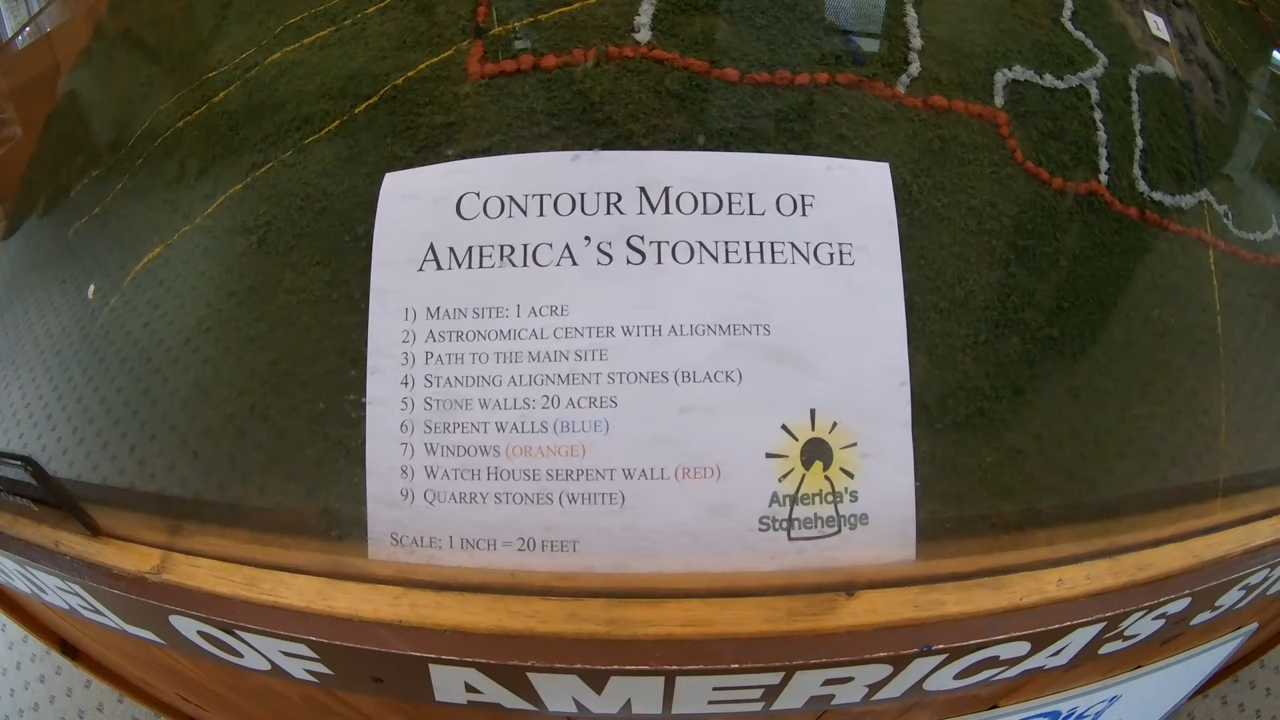 1
CONTOUR MODEL OF
AMERICA'S STONEHENGE
1) MAIN SITE: 1 ACRE
2) ASTRONOMICAL CENTER WITH ALIGNMENTS
3) PATH TO THE MAIN SITE
4) STANDING ALIGNMENT STONES (BLACK)
5) STONE WALLS: 20 ACRES
6) SERPENT WALLS (BLUE)
7) WINDOWS (ORANGE)
8) WATCH HOUSE SERPENT WALL (RED)
9) QUARRY STONES (WHITE)
America's
Stonehenge
SCALE: 1 INCH = 20 FEET
OF AMERICA'S